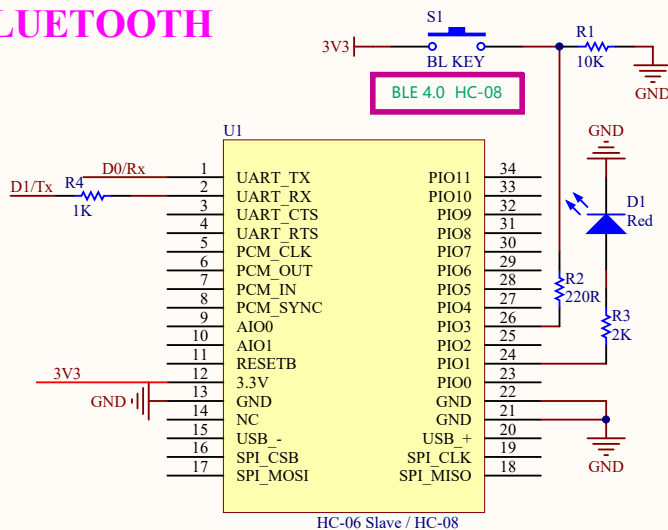 LUETOOTH
S1
3V3
BL KEY
R1
10K
GND
BLE 4.0 HC-08
U1
D0/Rx
D1/Tx
R4
1K
1 UART_TX PIO11 34
2 UART_RX PIO10 33
3 UART_CTS PIO9 32
4 UART_RTS PIO8 31
5 PCM_CLK PIO7 30
6 PCM_OUT PIO6 29
7 PCM_IN PIO5 28
8 PCM_SYNC PIO4 27
9 AIO0 PIO3 26
10 AIO1 PIO2 25
11 RESETB PIO1 24
12 3.3V PIO0 23
13 GND GND 22
14 NC GND 21
15 USB_- USB_+ 20
16 SPI_CSB SPI_CLK 19
17 SPI_MOSI SPI_MISO 18
3V3
GND
GND
D1
Red
R2
220R
R3
2K
GND
HC-06 Slave / HC-08